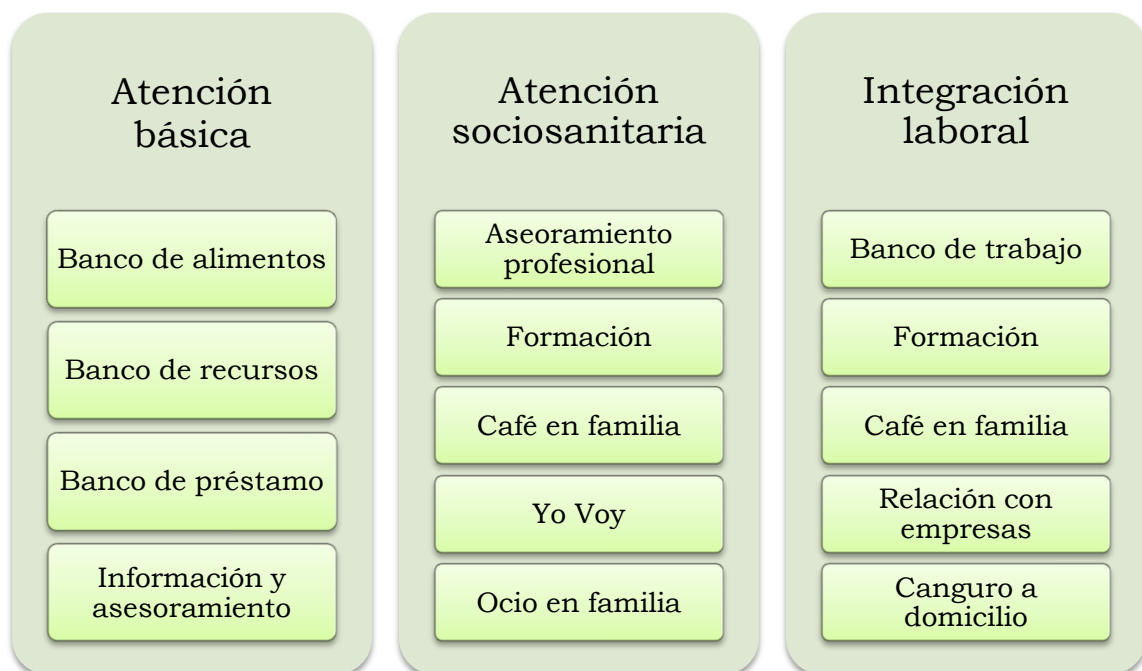 Atención
básica
Banco de alimentos
Banco de recursos
Banco de préstamo
Información y
asesoramiento
Atención
sociosanitaria
Aseoramiento
profesional
Formación
Café en familia
Yo Voy
Ocio en familia
Integración
laboral
Banco de trabajo
Formación
Café en familia
Relación con
empresas
Canguro a
domicilio